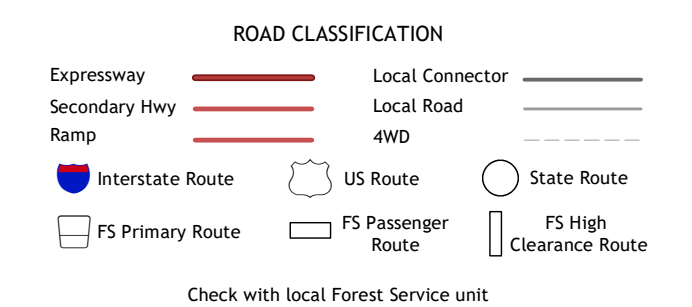 ROAD CLASSIFICATION
Expressway
Local Connector
Secondary Hwy
Local Road
Ramp
4WD
Interstate Route
US Route
State Route
FS Primary Route
FS Passenger
Route
FS High
Clearance Route
Check with local Forest Service unit